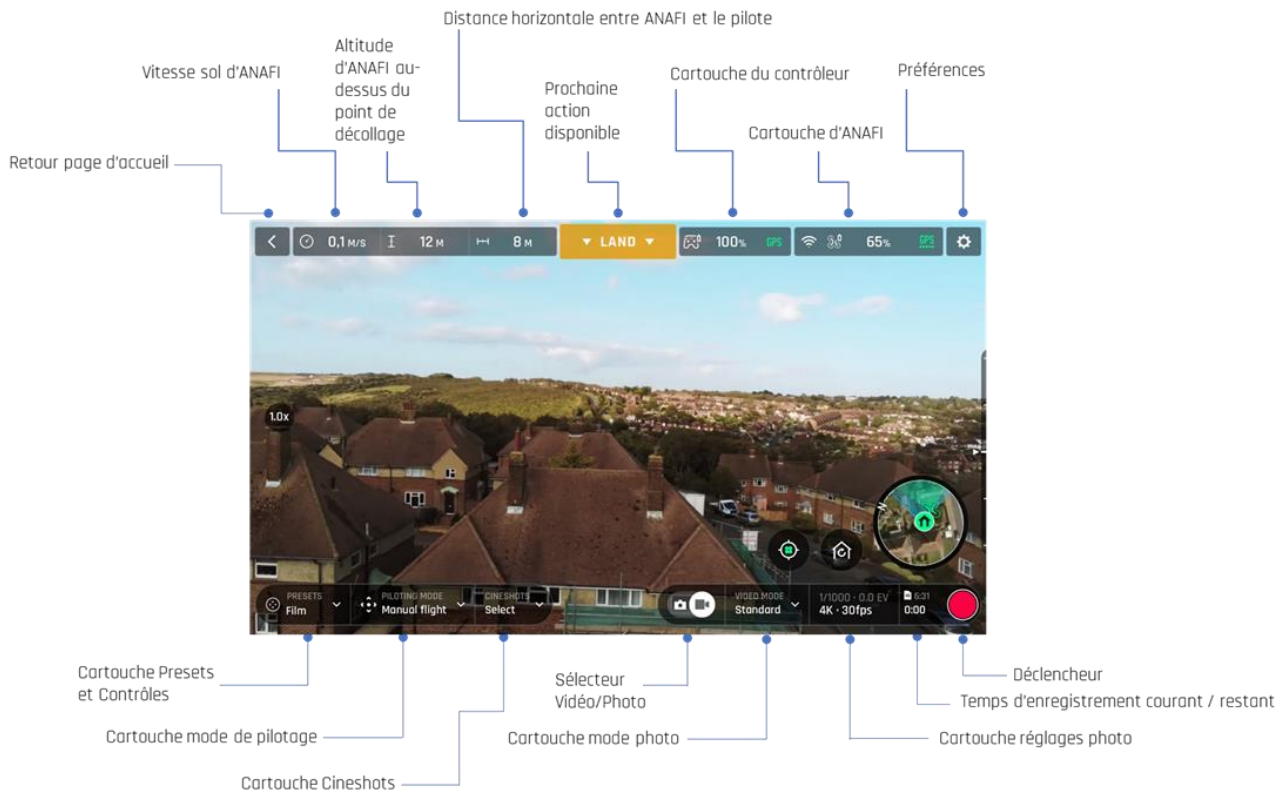 Distance horizontale entre ANAFI et le pilote
Vitesse sol d'ANAFI
Altitude
d'ANAFI au-
dessus du
point de
décollage
Prochaine
action
disponible
Cartouche du contrôleur
Préférences
Cartouche d'ANAFI
Retour page d'accueil
0,1 M/S
12 M
8 M
LAND
100%
GPS
65%
GPS
1.0x
N
PRESETS
Film
PILOTING MODE
Manual flight
CINESHOTS
Select
VIDEO MODE
Standard
1/1000 - 0.0 EV
4K - 30fps
6:31
0:00
Cartouche Presets
et Contrôles
Sélecteur
Vidéo/Photo
Déclencheur
Temps d'enregistrement courant / restant
Cartouche mode de pilotage
Cartouche mode photo
Cartouche réglages photo
Cartouche Cineshots